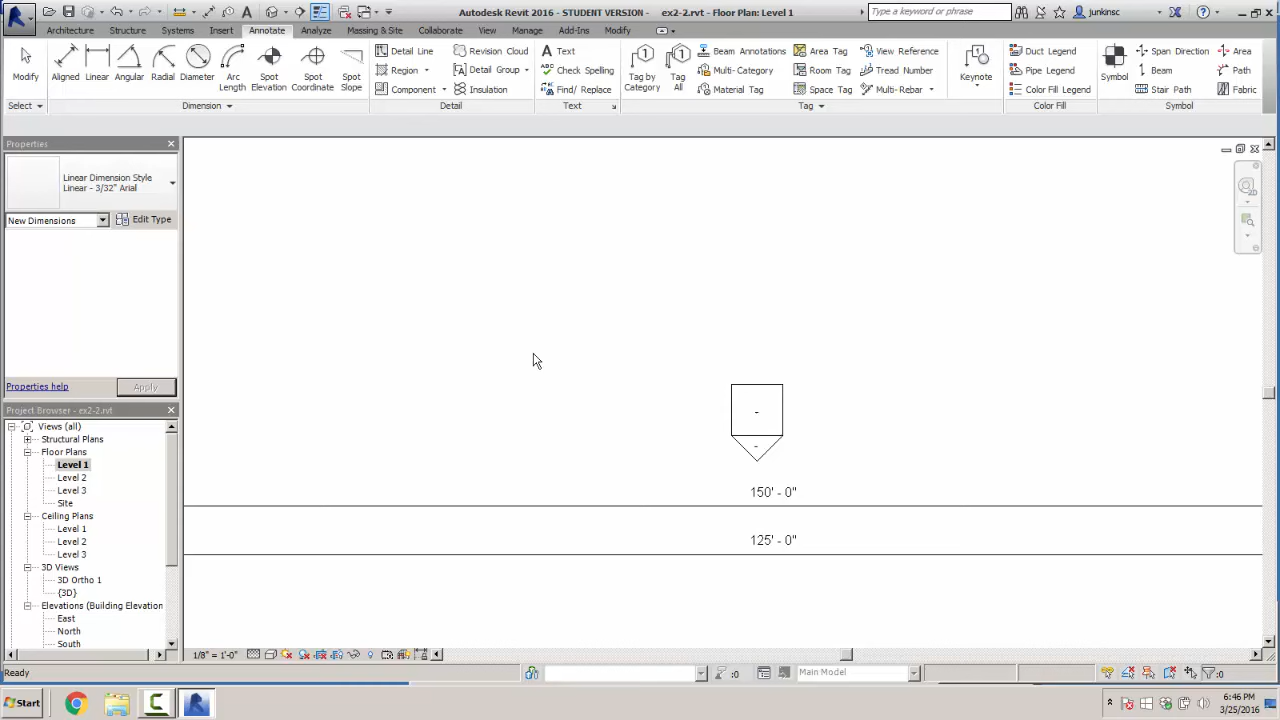 Autodesk Revit 2016 - STUDENT VERSION - ex2-2.rvt - Floor Plan: Level 1
Type a keyword or phrase
junkinsc
Architecture Structure Systems Insert Annotate Analyze Massing & Site Collaborate View Manage Add-Ins Modify
Modify
Aligned Linear Angular Radial Diameter
Arc Length
Spot Elevation
Spot Coordinate
Spot Slope
Detail Line
Region
Component
Revision Cloud
Detail Group
Insulation
Text
Check Spelling
Find/ Replace
Tag by Category
Tag All
Beam Annotations
Multi- Category
Material Tag
Area Tag
Room Tag
Space Tag
View Reference
Tread Number
Multi- Rebar
Keynote
Duct Legend
Pipe Legend
Color Fill Legend
Symbol
Span Direction
Beam
Stair Path
Area
Path
Fabric
Select Dimension Detail Text Tag Color Fill Symbol
Properties
Linear Dimension Style
Linear - 3/32" Arial
New Dimensions
Edit Type
Properties help
Apply
Project Browser - ex2-2.rvt
Views (all)
Structural Plans
Floor Plans
Level 1
Level 2
Level 3
Site
Ceiling Plans
Level 1
Level 2
Level 3
3D Views
3D Ortho 1
{3D}
Elevations (Building Elevation
East
North
South
-
-
150' - 0"
125' - 0"
1/8" = 1'-0"
Ready
:0
Main Model
:0
Start
6:46 PM
3/25/2016